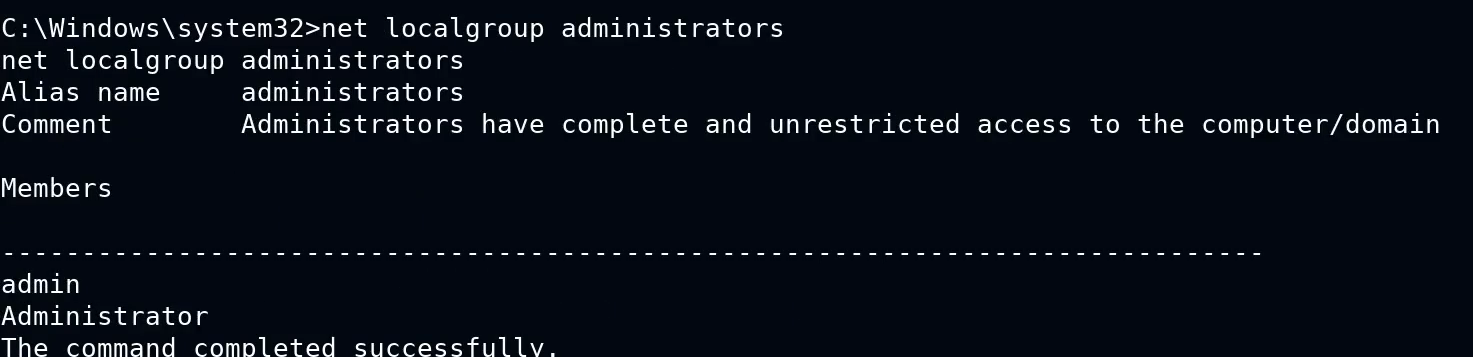 C:\Windows\system32>net localgroup administrators
net localgroup administrators
Alias name     administrators
Comment        Administrators have complete and unrestricted access to the computer/domain
Members
-------------------------------------------------------------------------------
admin
Administrator
The command completed successfully.